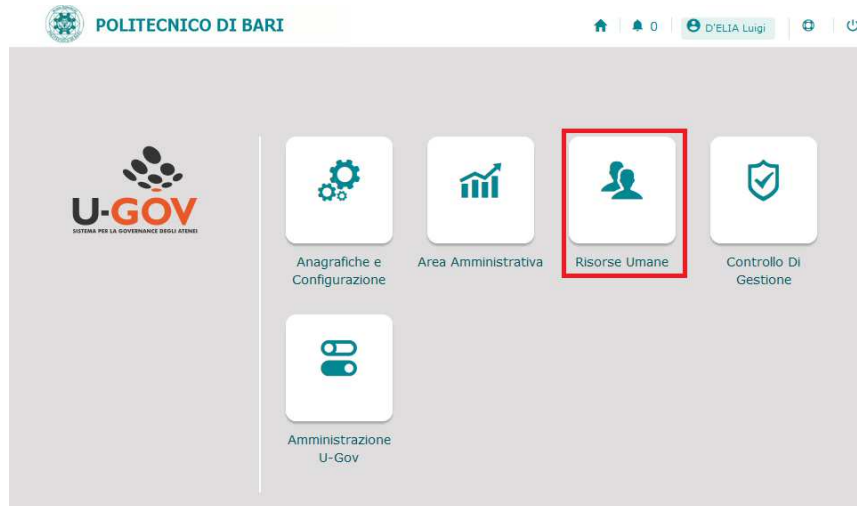 POLITECNICO DI BARI
0
D'ELIA Luigi
U-GOV
SISTEMA PER LA GOVERNANCE DEGLI ATENEI
Anagrafiche e
Configurazione
Area Amministrativa
Risorse Umane
Controllo Di
Gestione
Amministrazione
U-Gov